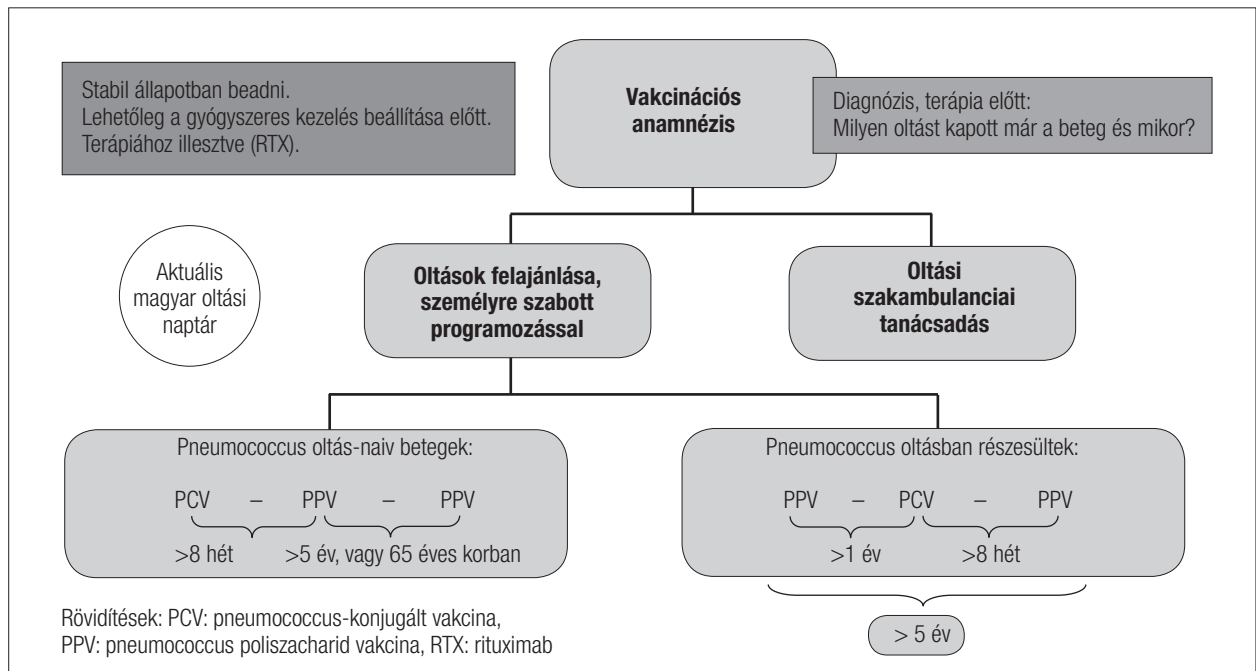 Stabil állapotban beadni.
Lehetőleg a gyógyszeres kezelés beállítása előtt.
Terápiához illesztve (RTX).
Vakcinációs
anamnézis
Diagnózis, terápia előtt:
Milyen oltást kapott már a beteg és mikor?
Aktuális
magyar oltási
naptár
Oltások felajánlása,
személyre szabott
programozással
Oltási
szakambulanciai
tanácsadás
Pneumococcus oltás-naiv betegek:
PCV – PPV – PPV
>8 hét >5 év, vagy 65 éves korban
Pneumococcus oltásban részesültek:
PPV – PCV – PPV
>1 év >8 hét
> 5 év
Rövidítések: PCV: pneumococcus-konjugált vakcina,
PPV: pneumococcus poliszacharid vakcina, RTX: rituximab